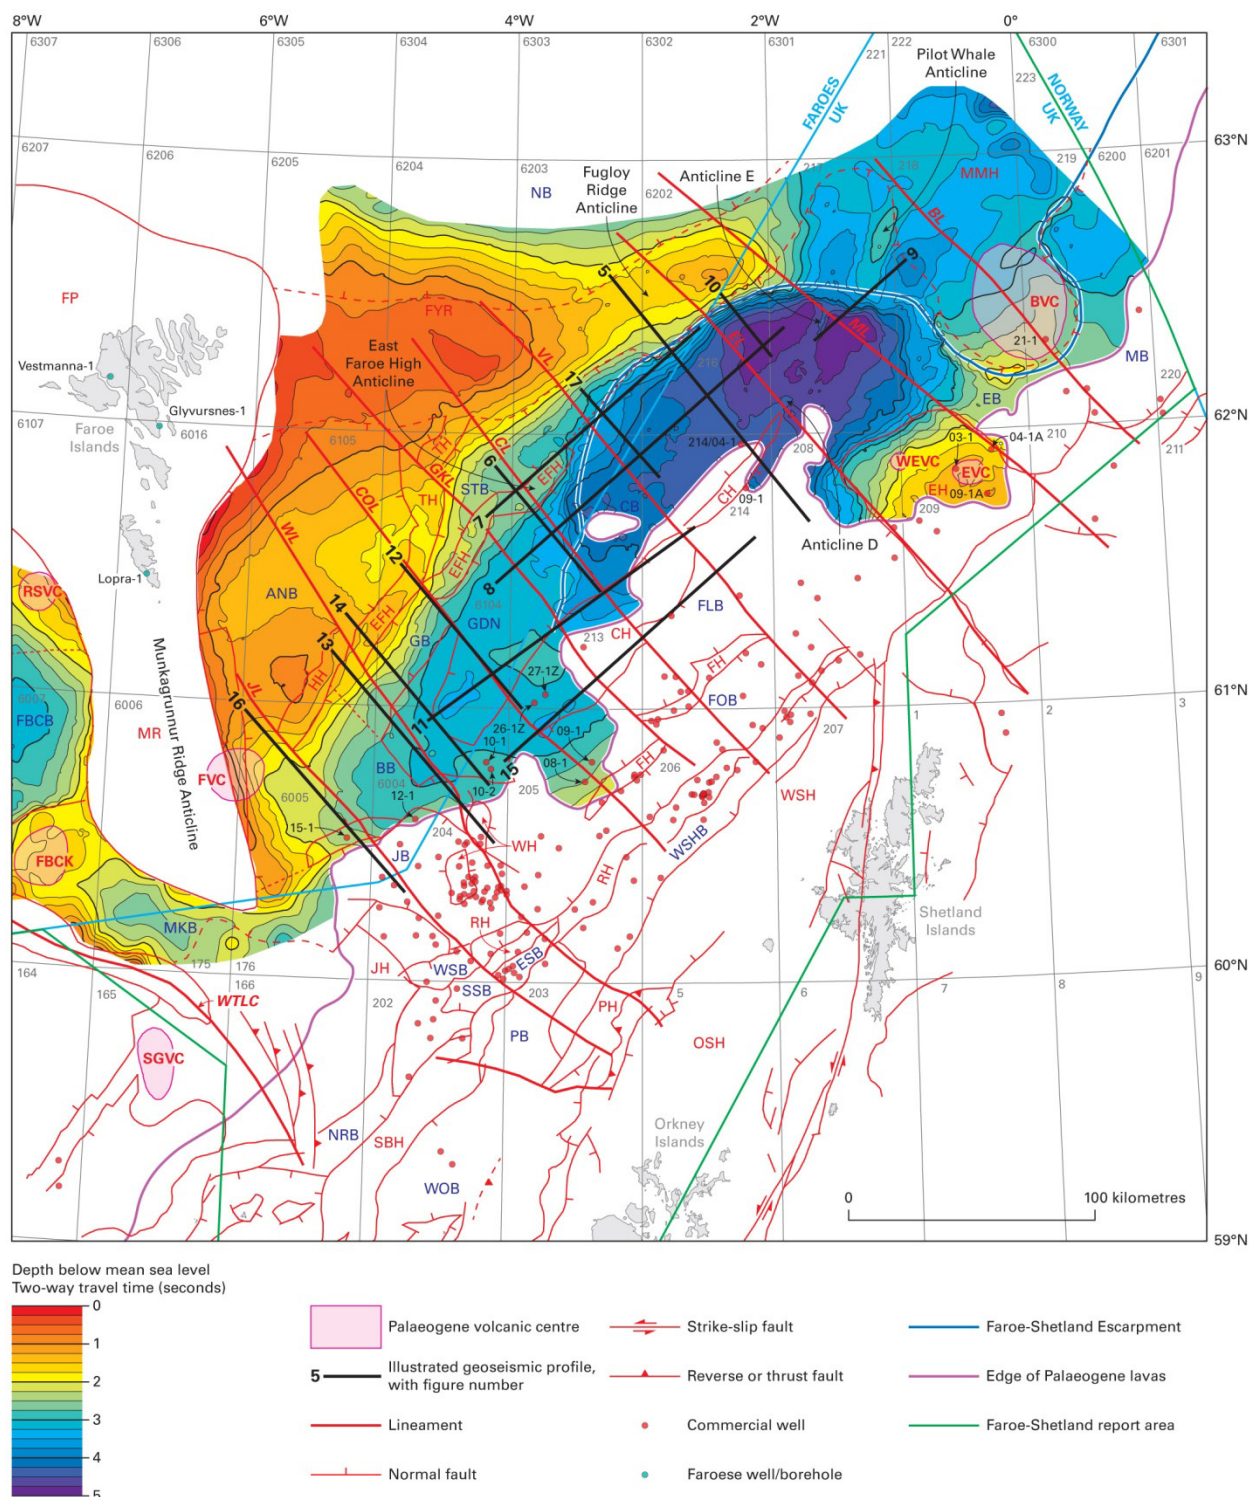 8°W
6°W
4°W
2°W
0°
6307
6306
6305
6304
6303
6302
6301
221
222
6300
6301
Pilot Whale
Anticline
223
FAROES
UK
NORWAY
UK
63°N
6207
6206
6205
6204
6203
6202
217
218
219
6200
6201
NB
Fugloy
Ridge
Anticline
Anticline E
MMH
BL
FP
5
10
9
FYR
BVC
21-1
East
Faroe High
Anticline
VL
ML
FL
MB
Vestmanna-1
216
17
220
Glyvursnes-1
EB
62°N
6107
Faroe
Islands
6016
6105
TH
CL
214/04-1
208
03-1
04-1A
210
211
6
EFH
WEVC
EVC
GKL
STB
CH
EH
09-1A
COL
TH
7
CB
09-1
214
209
WL
12
EFH
Anticline D
Lopra-1
8
RSVC
ANB
14
6104
FLB
EFH
GDN
213
CH
13
GB
FH
HH
27-1Z
61°N
6007
6006
JL
FOB
1
2
3
FBCB
16
11
207
MR
Munkagrunnur Ridge Anticline
26-1Z
10-1
09-1
FVC
BB
08-1
FH
206
6004
15
WSH
6005
12-1
10-2
205
15-1
204
WSHB
WH
FBCK
JB
RH
Shetland
Islands
MKB
RH
175
176
JH
WSB
ESB
60°N
164
165
166
202
SSB
203
5
6
7
8
9
WTLC
PH
PB
OSH
SGVC
Orkney
Islands
NRB
SBH
WOB
0
100 kilometres
4
59°N
Depth below mean sea level
Two-way travel time (seconds)
0
1
2
3
4
5
Palaeogene volcanic centre
5
Illustrated geoseismic profile,
with figure number
Lineament
Normal fault
Strike-slip fault
Reverse or thrust fault
Commercial well
Faroese well/borehole
Faroe-Shetland Escarpment
Edge of Palaeogene lavas
Faroe-Shetland report area